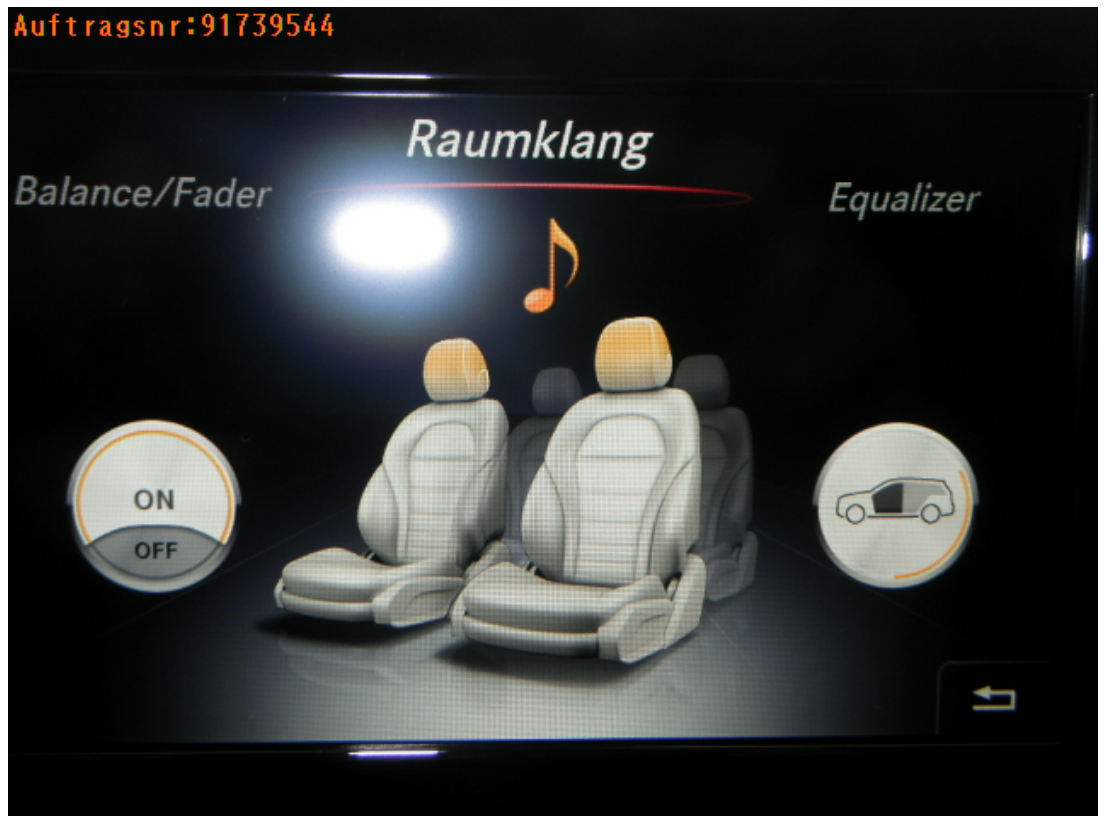 Auftragsnr:91739544
Raumklang
Balance/Fader
Equalizer
ON
OFF